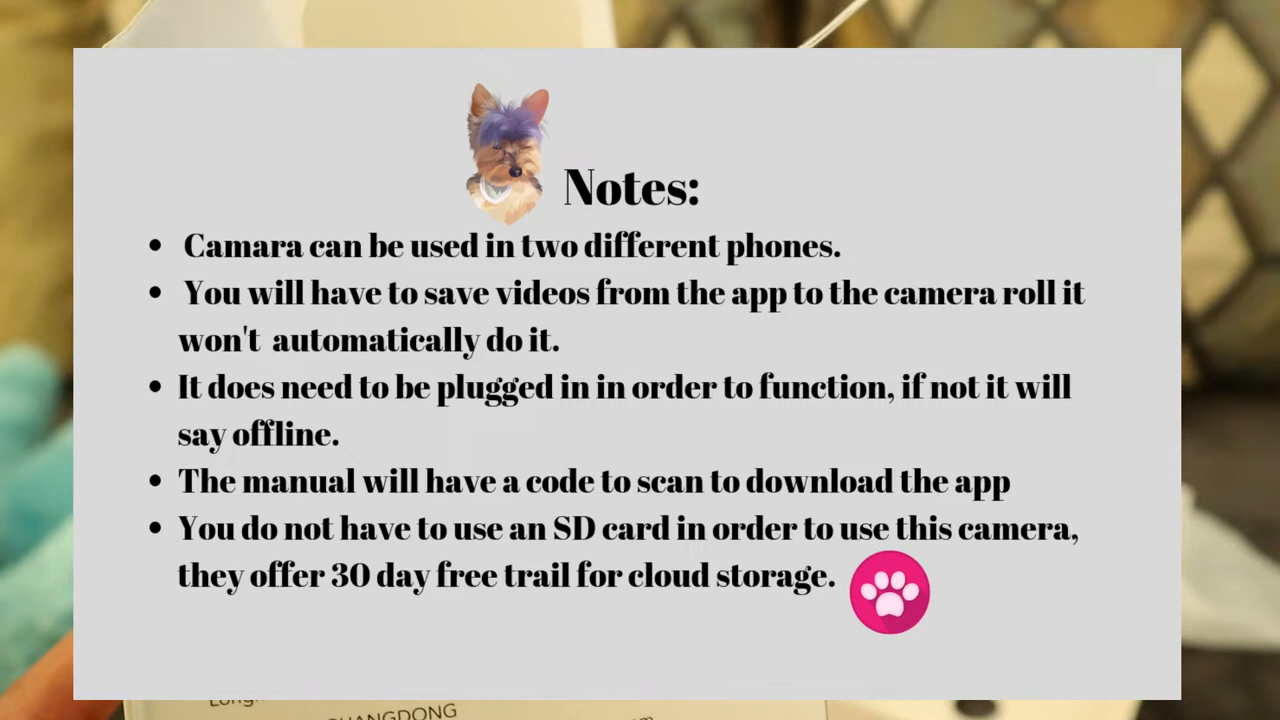 Notes:
• Camara can be used in two different phones.
• You will have to save videos from the app to the camera roll it
won't automatically do it.
• It does need to be plugged in in order to function, if not it will
say offline.
• The manual will have a code to scan to download the app
• You do not have to use an SD card in order to use this camera,
they offer 30 day free trail for cloud storage.